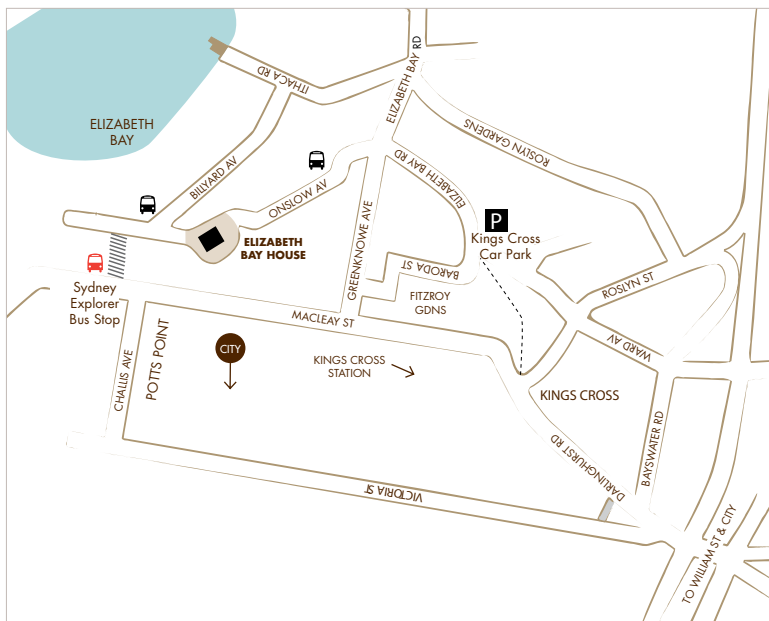 ELIZABETH BAY RD
ITHACA RD
ELIZABETH
BAY
ROSLYN GARDENS
BILLYARD AV
ELIZABETH BAY RD
ONSLOW AV
P
Kings Cross
Car Park
ELIZABETH
BAY HOUSE
GREENKNOWE AVE
BARODA ST
ROSLYN ST
Sydney
Explorer
Bus Stop
FITZROY
GDNS
MACLEAY ST
WARD AV
CITY
POTTS POINT
CHALLIS AVE
KINGS CROSS
STATION
KINGS CROSS
BAYSWATER RD
DARLINGHURST RD
VICTORIA ST
TO WILLIAM ST & CITY